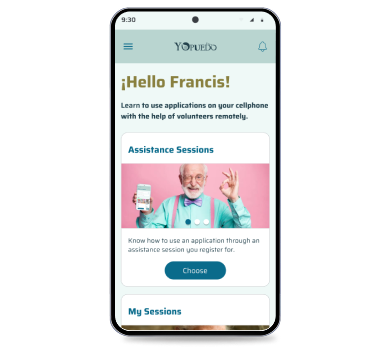 9:30
YOPUEDO
¡Hello Francis!
Learn to use applications on your cellphone
with the help of volunteers remotely.
Assistance Sessions
Know how to use an application through an
assistance session you register for.
Choose
My Sessions